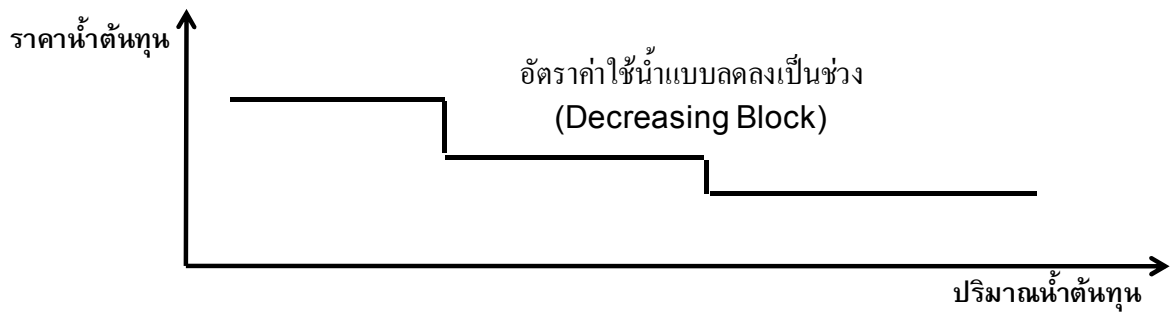 ราคาน้ำต้นทุน
อัตราค่าใช้น้ำแบบลดลงเป็นช่วง
(Decreasing Block)
ปริมาณน้ำต้นทุน